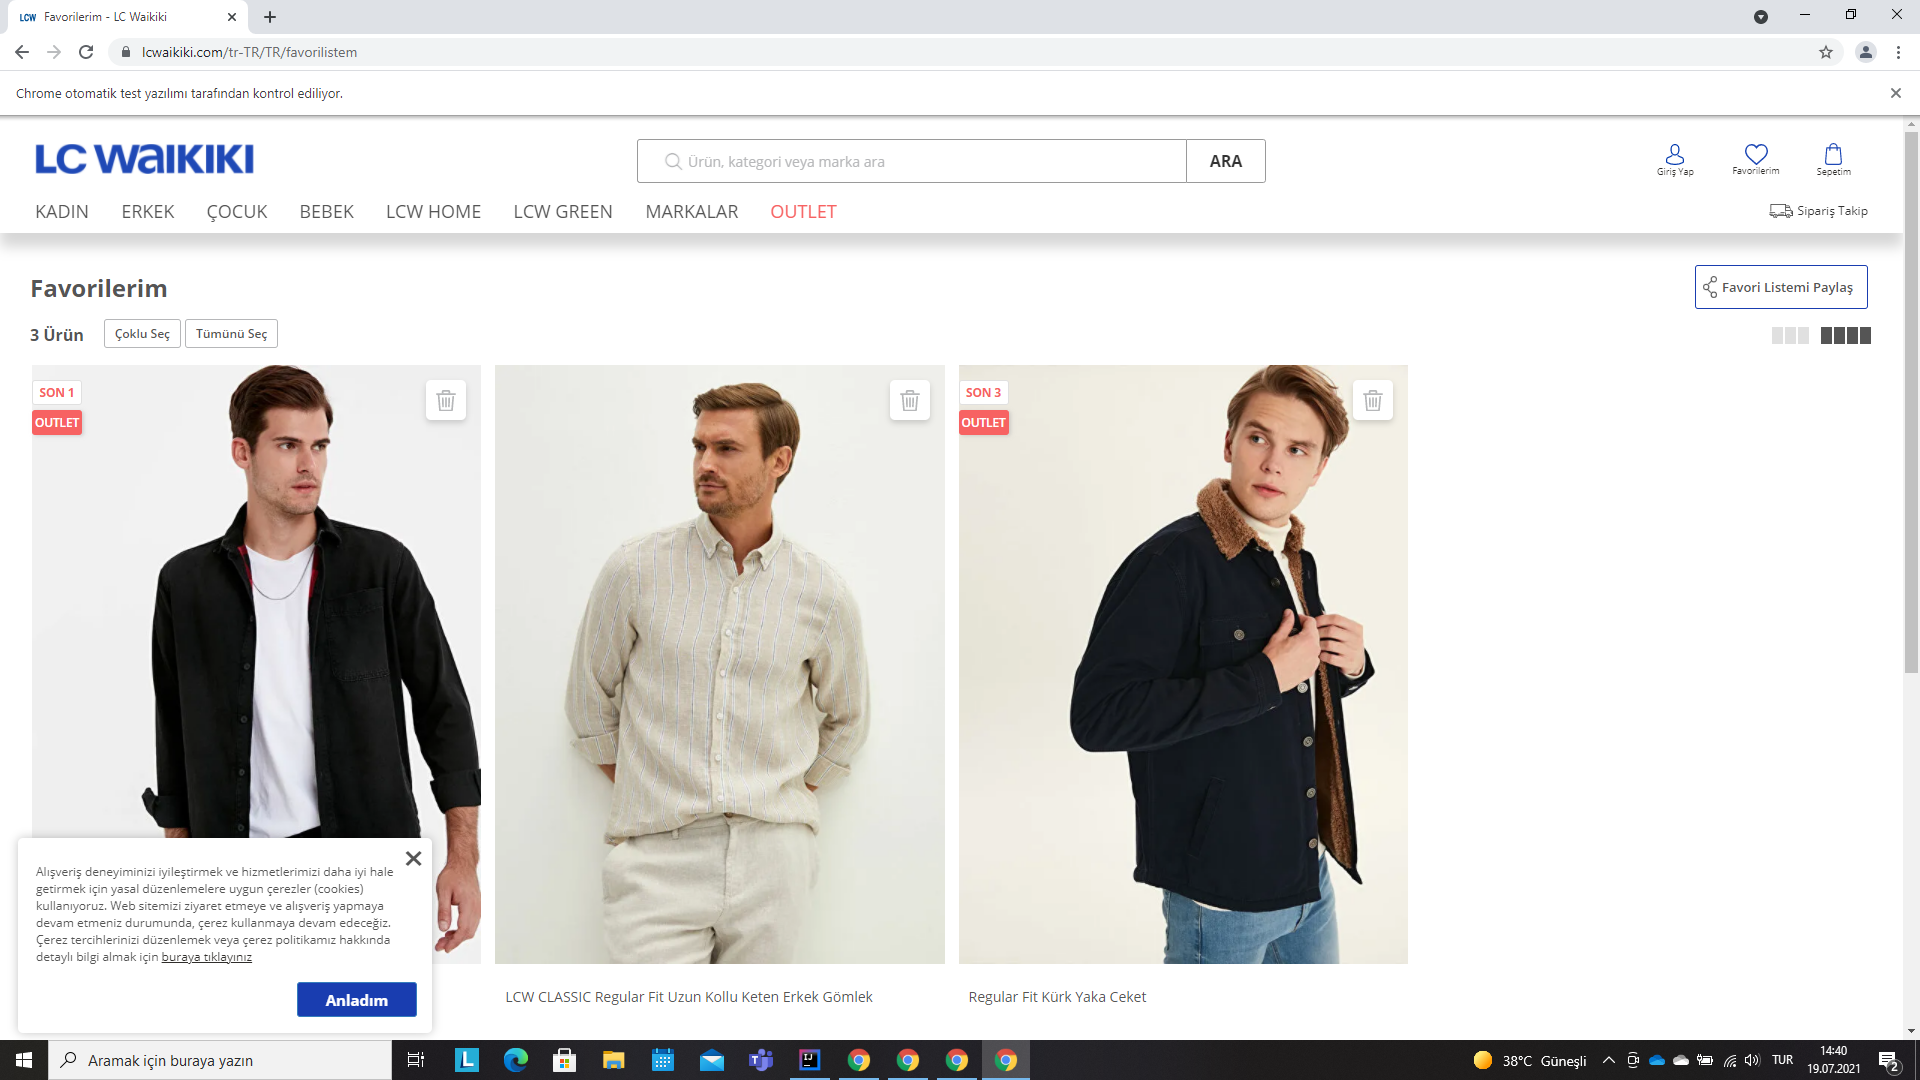 LCW Favorilerim - LC Waikiki
lcwaikiki.com/tr-TR/TR/favorilistem
Chrome otomatik test yazılımı tarafından kontrol ediliyor.
LC WAIKIKI
Ürün, kategori veya marka ara
ARA
Giriş Yap
Favorilerim
Sepetim
KADIN ERKEK ÇOCUK BEBEK LCW HOME LCW GREEN MARKALAR OUTLET
Sipariş Takip
Favorilerim
Favori Listemi Paylaş
3 Ürün
Çoklu Seç
Tümünü Seç
SON 1
OUTLET
SON 3
OUTLET
Alışveriş deneyiminizi iyileştirmek ve hizmetlerimizi daha iyi hale
getirmek için yasal düzenlemelere uygun çerezler (cookies)
kullanıyoruz. Web sitemizi ziyaret etmeye ve alışveriş yapmaya
devam etmeniz durumunda, çerez kullanmaya devam edeceğiz.
Çerez tercihlerinizi düzenlemek veya çerez politikamız hakkında
detaylı bilgi almak için buraya tıklayınız
Anladım
LCW CLASSIC Regular Fit Uzun Kollu Keten Erkek Gömlek
Regular Fit Kürk Yaka Ceket
Aramak için buraya yazın
38°C Güneşli
TUR
14:40
19.07.2021
2